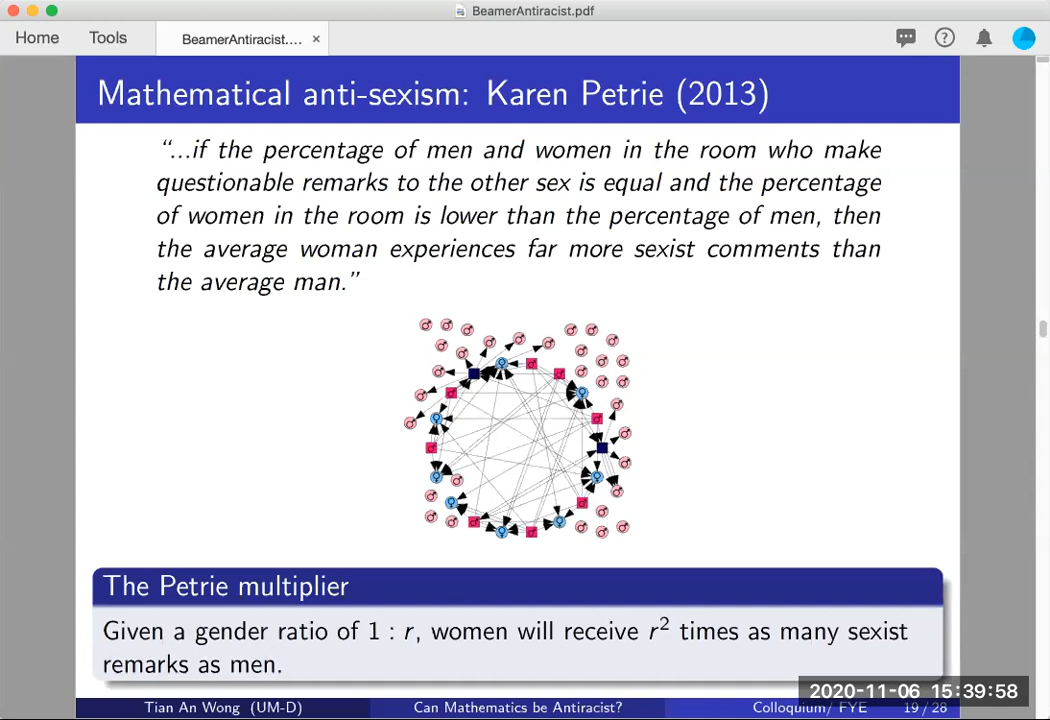 BeamerAntiracist.pdf
Home Tools BeamerAntiracist.... ×
Mathematical anti-sexism: Karen Petrie (2013)
“...if the percentage of men and women in the room who make
questionable remarks to the other sex is equal and the percentage
of women in the room is lower than the percentage of men, then
the average woman experiences far more sexist comments than
the average man.”
The Petrie multiplier
Given a gender ratio of 1 : r, women will receive r² times as many sexist
remarks as men.
2020-11-06 15:39:58
Tian An Wong (UM-D) Can Mathematics be Antiracist? Colloquium/ FYE 19 / 28